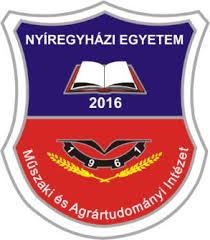 NYÍREGYHÁZI EGYETEM
2016
1961
Műszaki és Agrártudományi Intézet